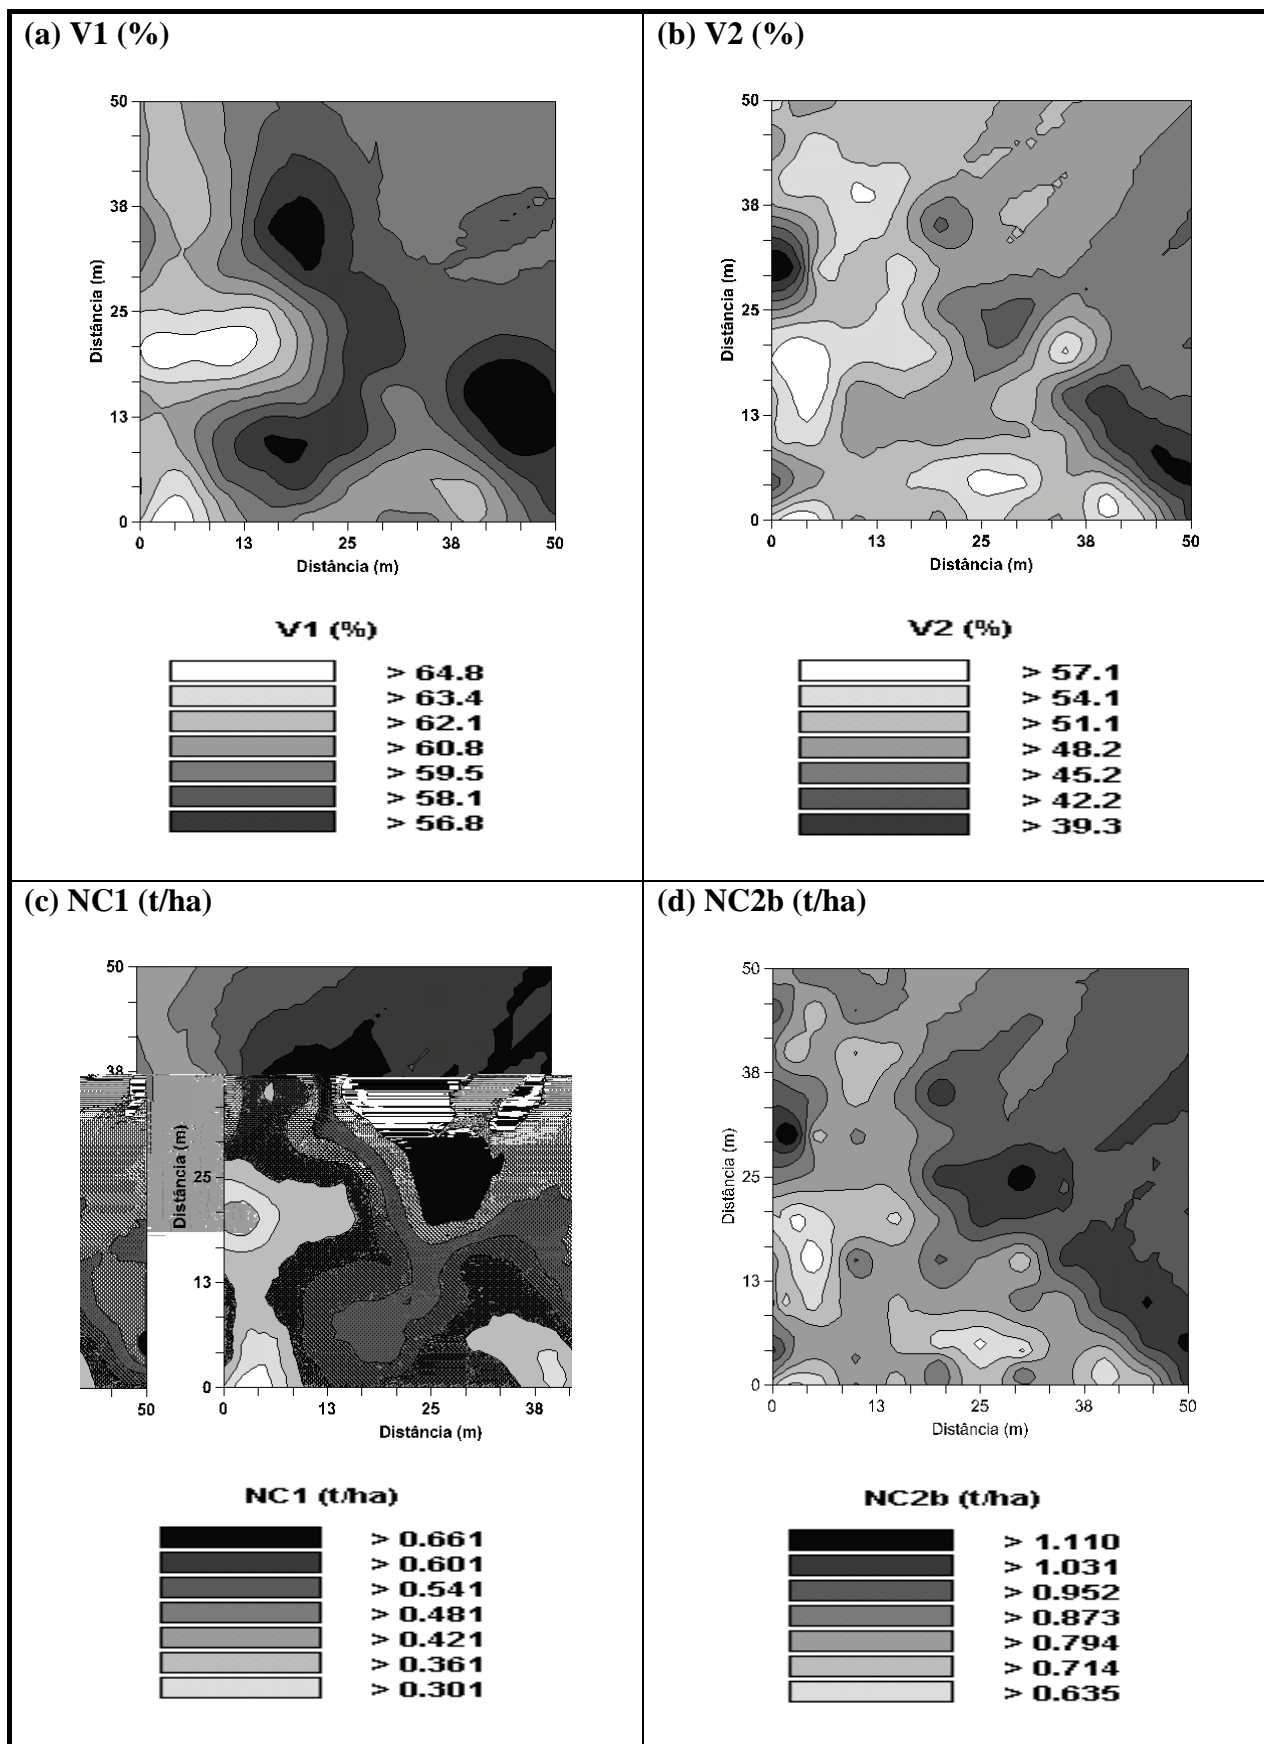 (a) V1 (%)
50
38
25
13
0
Distância (m)
0 13 25 38 50
Distância (m)
V1 (%)
> 64.8
> 63.4
> 62.1
> 60.8
> 59.5
> 58.1
> 56.8
(b) V2 (%)
50
38
25
13
0
Distância (m)
0 13 25 38 50
Distância (m)
V2 (%)
> 57.1
> 54.1
> 51.1
> 48.2
> 45.2
> 42.2
> 39.3
(c) NC1 (t/ha)
50
38
25
13
0
Distância (m)
50 0 13 25 38
Distância (m)
NC1 (t/ha)
> 0.661
> 0.601
> 0.541
> 0.481
> 0.421
> 0.361
> 0.301
(d) NC2b (t/ha)
50
38
25
13
0
Distância (m)
0 13 25 38 50
Distância (m)
NC2b (t/ha)
> 1.110
> 1.031
> 0.952
> 0.873
> 0.794
> 0.714
> 0.635